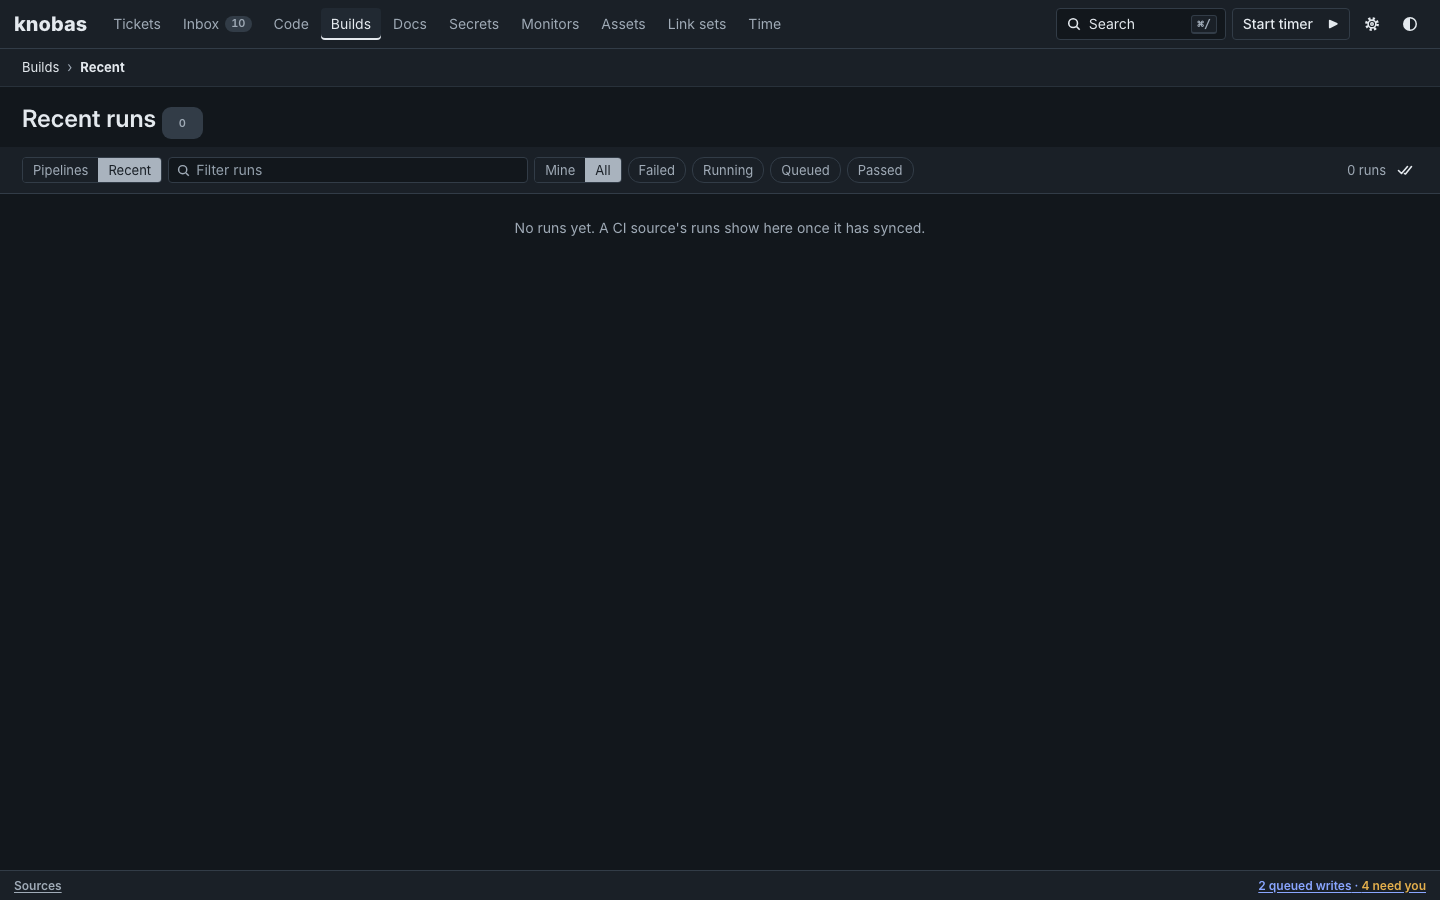 knobas Tickets Inbox 10 Code Builds Docs Secrets Monitors Assets Link sets Time Search ⌘/ Start timer
Builds › Recent
Recent runs 0
Pipelines Recent Filter runs Mine All Failed Running Queued Passed 0 runs
No runs yet. A CI source's runs show here once it has synced.
Sources 2 queued writes · 4 need you